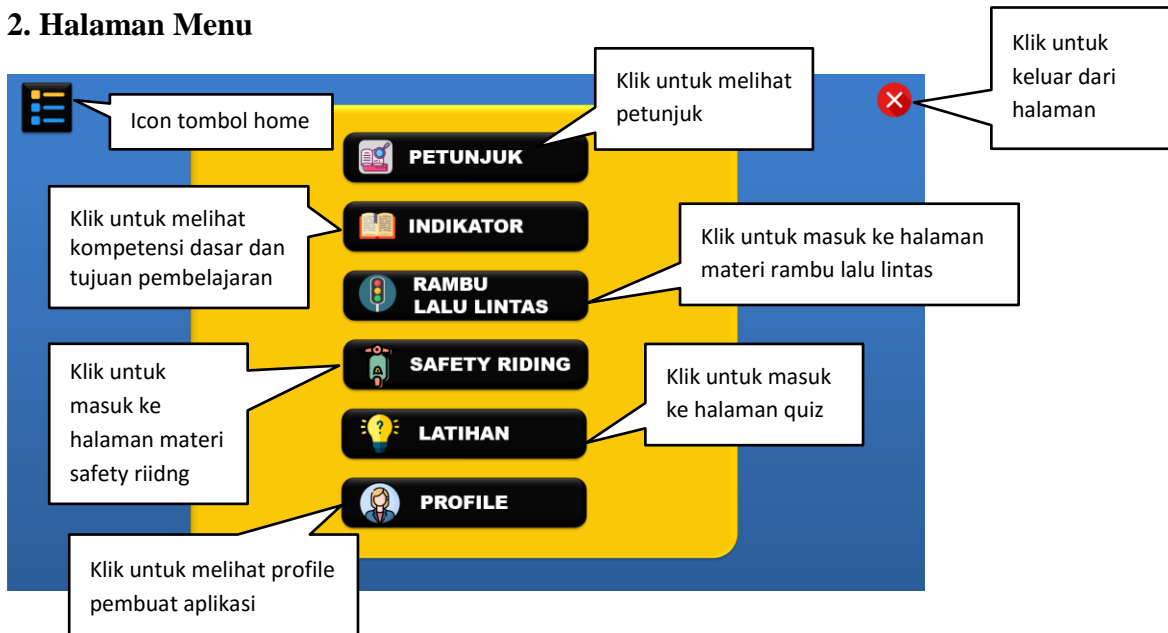 2. Halaman Menu
Klik untuk
keluar dari
halaman
Klik untuk melihat
petunjuk
Icon tombol home
PETUNJUK
Klik untuk melihat
kompetensi dasar dan
tujuan pembelajaran
INDIKATOR
Klik untuk masuk ke halaman
materi rambu lalu lintas
RAMBU
LALU LINTAS
Klik untuk
masuk ke
halaman materi
safety riidng
SAFETY RIDING
Klik untuk masuk
ke halaman quiz
LATIHAN
PROFILE
Klik untuk melihat profile
pembuat aplikasi